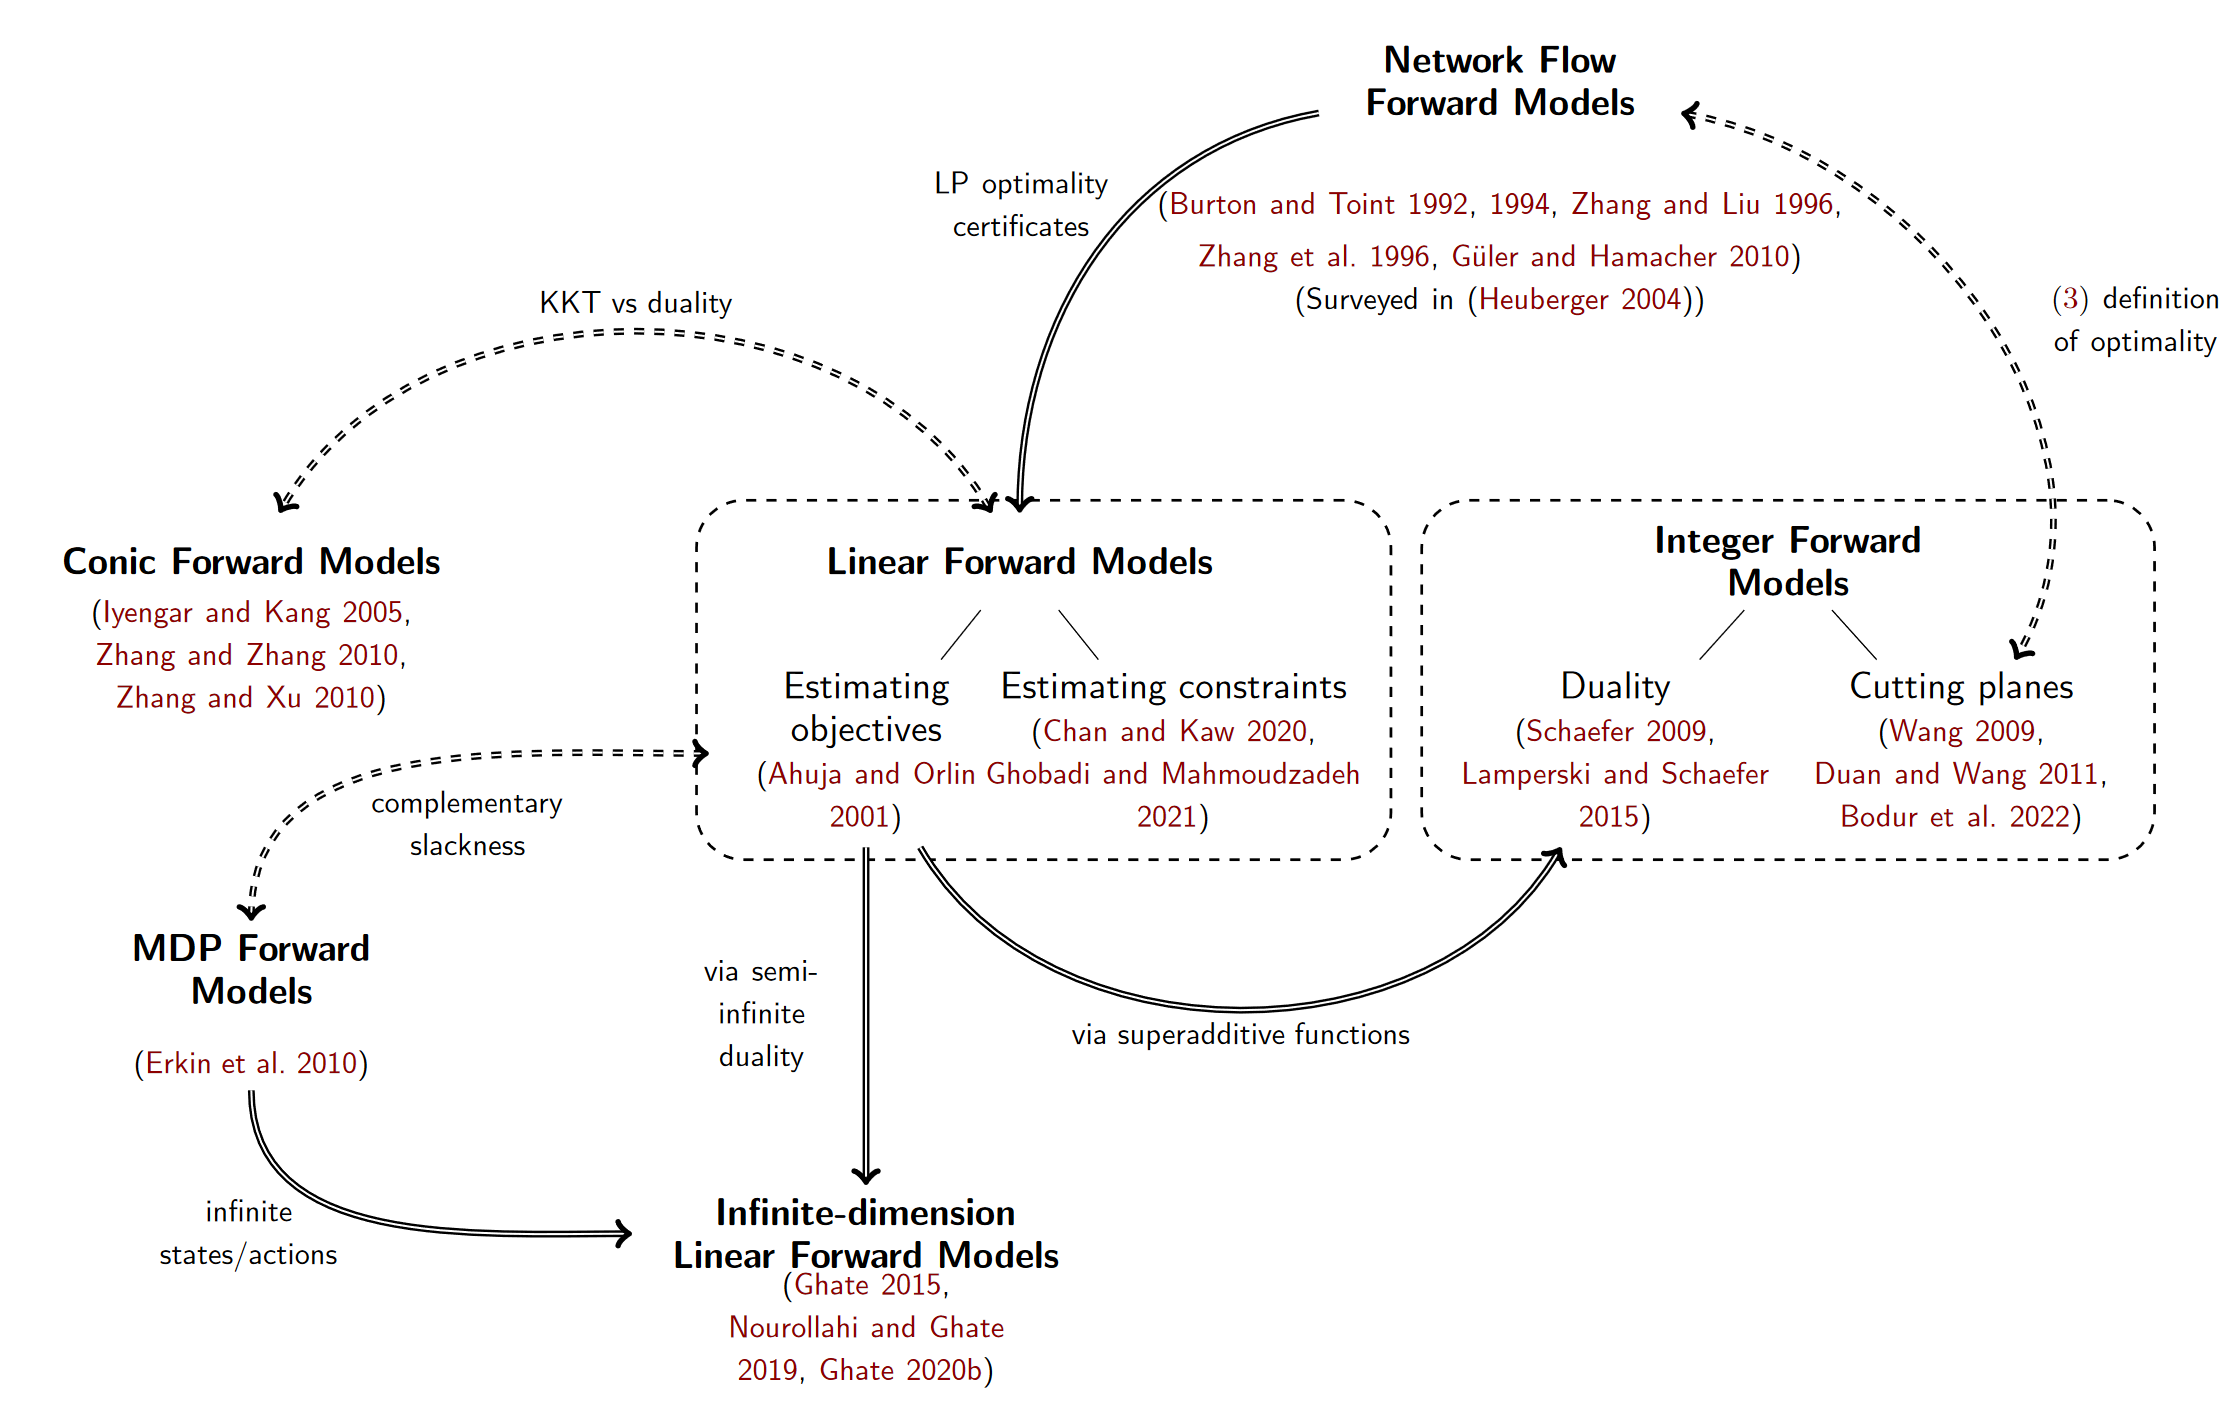 Network Flow
Forward Models
LP optimality
certificates
(Burton and Toint 1992, 1994, Zhang and Liu 1996,
Zhang et al. 1996, Güler and Hamacher 2010)
(Surveyed in (Heuberger 2004))
(3) definition
of optimality
KKT vs duality
Conic Forward Models
(Iyengar and Kang 2005,
Zhang and Zhang 2010,
Zhang and Xu 2010)
Linear Forward Models
Estimating
objectives
(Ahuja and Orlin
2001)
Estimating constraints
(Chan and Kaw 2020,
Ghobadi and Mahmoudzadeh
2021)
Integer Forward
Models
Duality
(Schaefer 2009,
Lamperski and Schaefer
2015)
Cutting planes
(Wang 2009,
Duan and Wang 2011,
Bodur et al. 2022)
complementary
slackness
MDP Forward
Models
(Erkin et al. 2010)
via semi-
infinite
duality
via superadditive functions
infinite
states/actions
Infinite-dimension
Linear Forward Models
(Ghate 2015,
Nourollahi and Ghate
2019, Ghate 2020b)